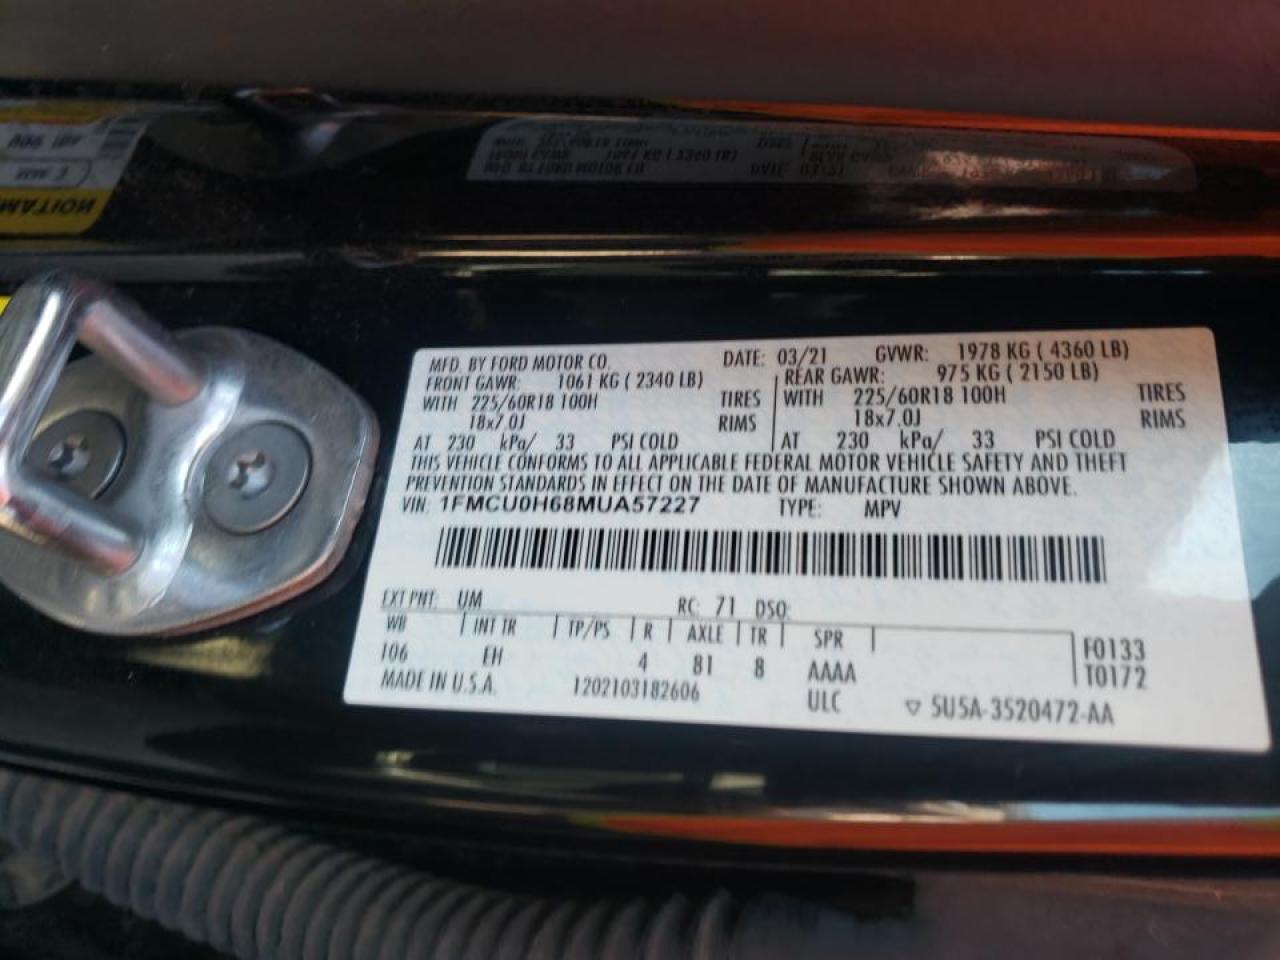 MATION
MFD. BY FORD MOTOR CO. DATE: 03/21 GVWR: 1978 KG ( 4360 LB)
FRONT GAWR: 1061 KG ( 2340 LB) REAR GAWR: 975 KG ( 2150 LB)
WITH 225/60R18 100H TIRES WITH 225/60R18 100H TIRES
18x7.0J RIMS 18x7.0J RIMS
AT 230 kPa/ 33 PSI COLD AT 230 kPa/ 33 PSI COLD
THIS VEHICLE CONFORMS TO ALL APPLICABLE FEDERAL MOTOR VEHICLE SAFETY AND THEFT
PREVENTION STANDARDS IN EFFECT ON THE DATE OF MANUFACTURE SHOWN ABOVE.
VIN: 1FMCU0H68MUA57227 TYPE: MPV
EXT PNT: UM RC: 71 DSO:
WB INT TR TP/PS R AXLE TR SPR F0133
106 EH 4 81 8 AAAA T0172
MADE IN U.S.A. 1202103182606 ULC ▽ 5U5A-3520472-AA